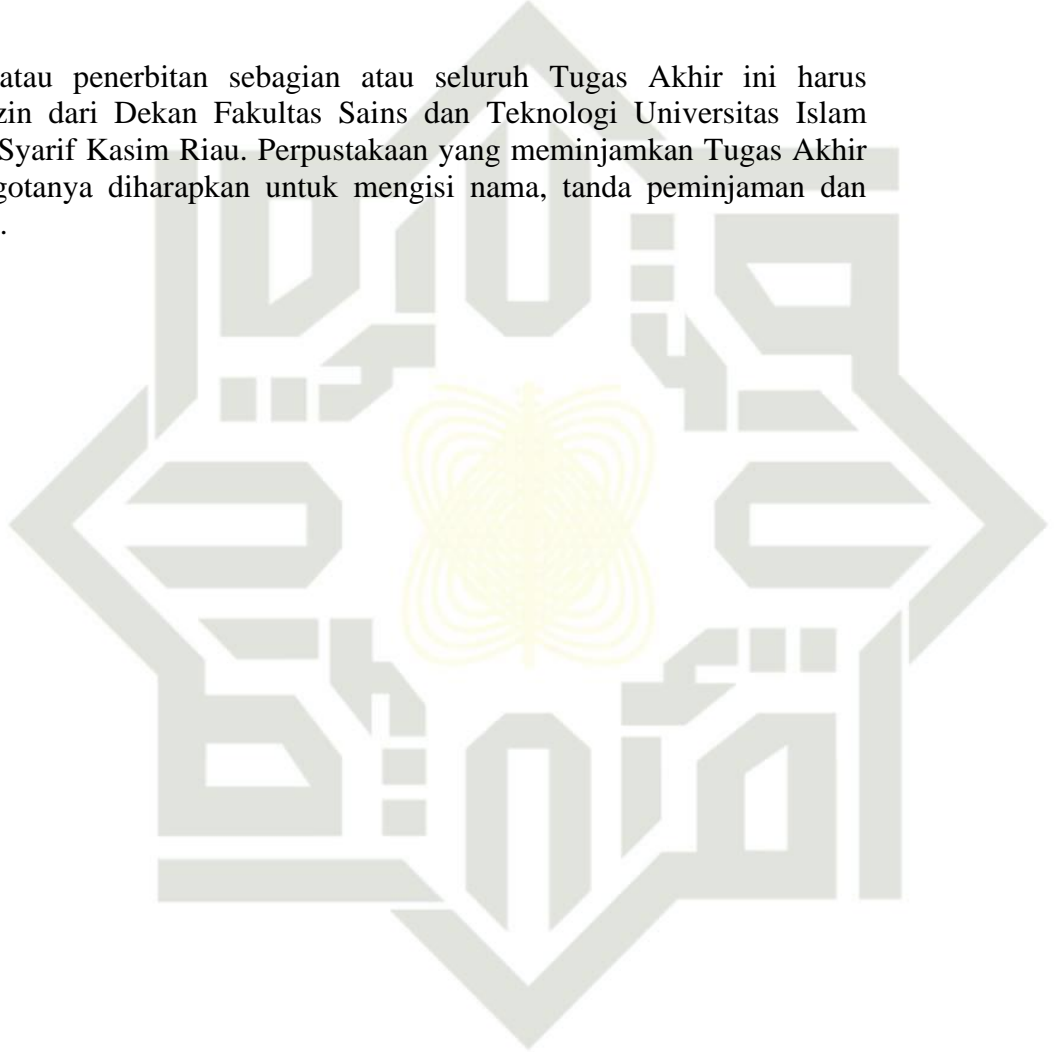 atau penerbitan sebagian atau seluruh Tugas Akhir ini harus
zin dari Dekan Fakultas Sains dan Teknologi Universitas Islam
Syarif Kasim Riau. Perpustakaan yang meminjamkan Tugas Akhir
gotanya diharapkan untuk mengisi nama, tanda peminjaman dan
.